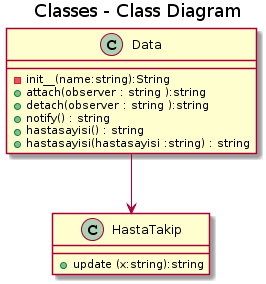 Classes - Class Diagram
C Data
init__(name:string):String
attach(observer : string ):string
detach(observer : string ):string
notify() : string
hastasayisi() : string
hastasayisi(hastasayisi :string) : string
C HastaTakip
update (x:string):string